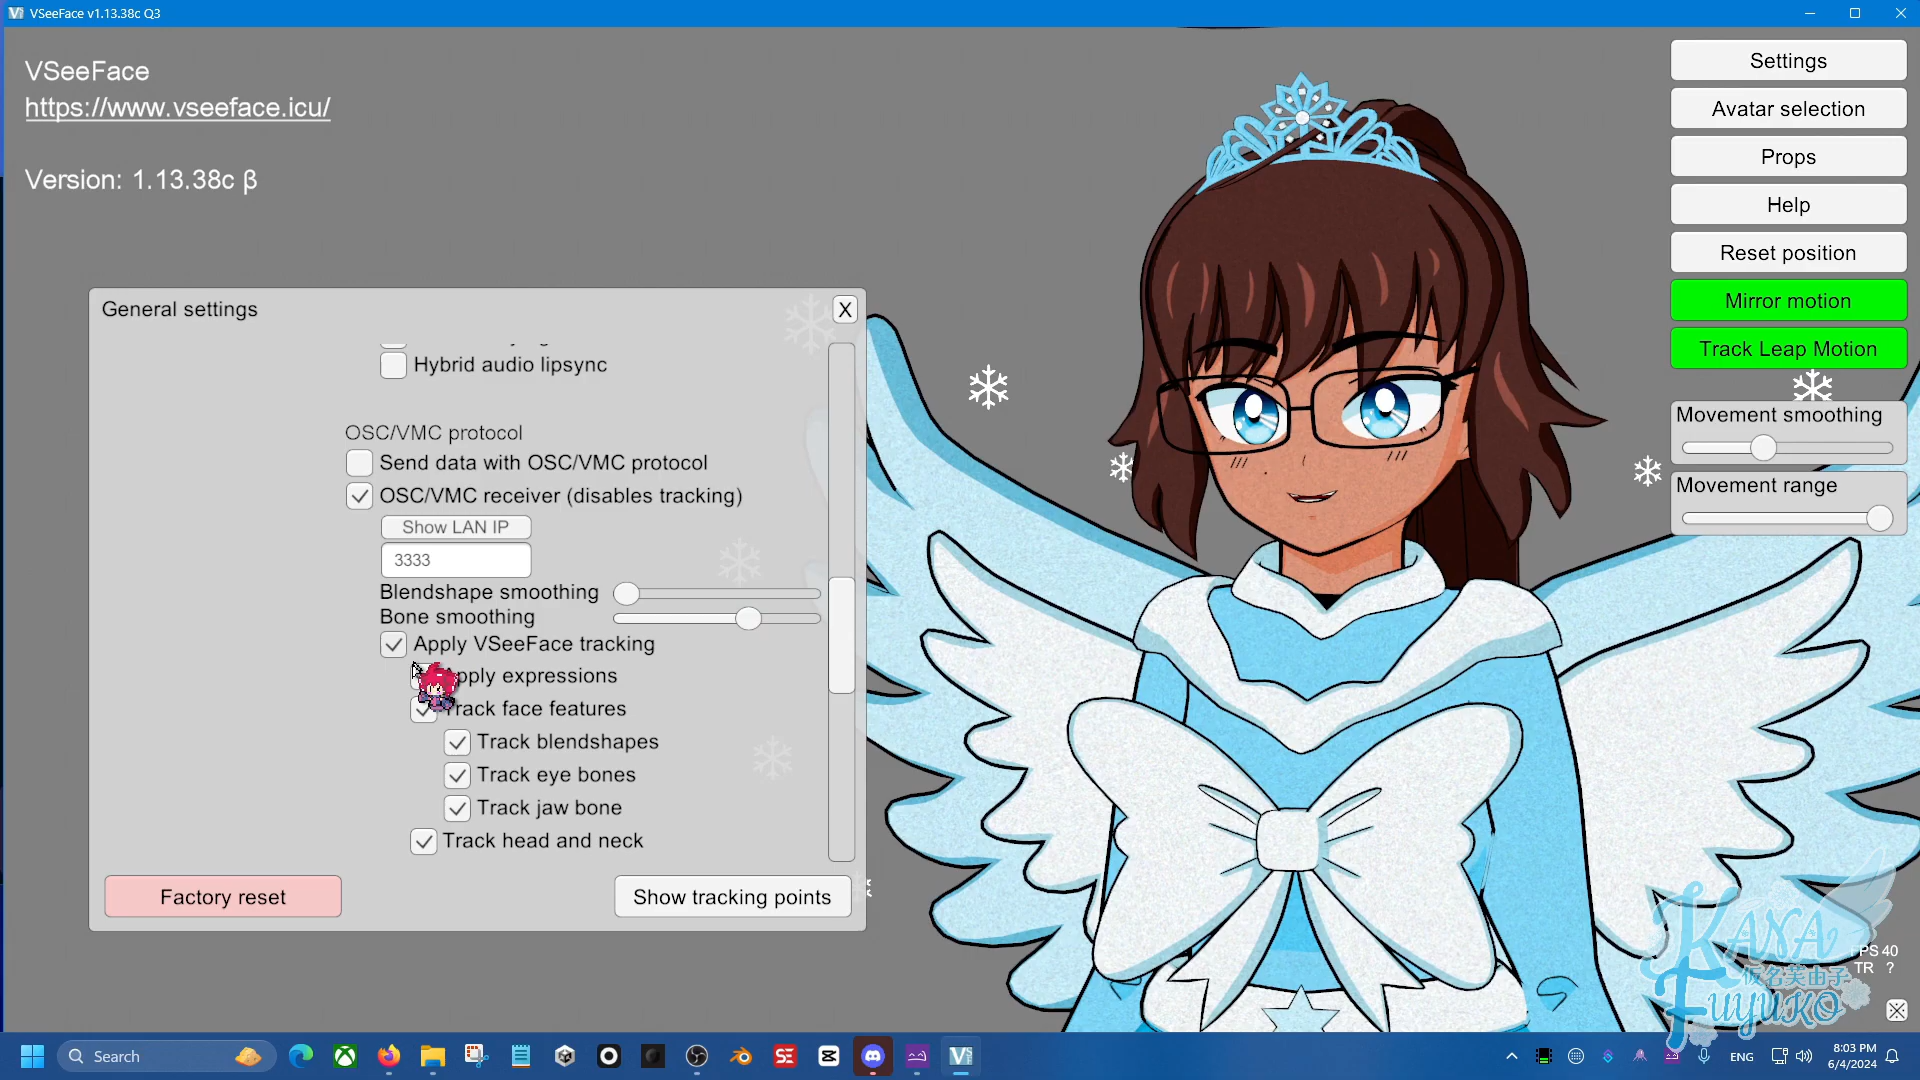 VSeeFace v1.13.38c Q3
VSeeFace
https://www.vseeface.icu/
Version: 1.13.38c β
Settings
Avatar selection
Props
Help
Reset position
Mirror motion
Track Leap Motion
Movement smoothing
Movement range
General settings
X
Hybrid audio lipsync
OSC/VMC protocol
Send data with OSC/VMC protocol
OSC/VMC receiver (disables tracking)
Show LAN IP
3333
Blendshape smoothing
Bone smoothing
Apply VSeeFace tracking
pply expressions
Track face features
Track blendshapes
Track eye bones
Track jaw bone
Track head and neck
Factory reset
Show tracking points
KANA
仮名芙由子
FUYUKO
FPS 40
TR ?
Search
SE
ENG
8:03 PM
6/4/2024